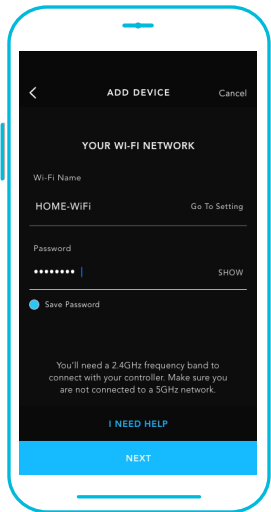 ADD DEVICE Cancel
YOUR WI-FI NETWORK
Wi-Fi Name
HOME-WiFi Go To Setting
Password
•••••••• SHOW
Save Password
You'll need a 2.4GHz frequency band to
connect with your controller. Make sure you
are not connected to a 5GHz network.
I NEED HELP
NEXT